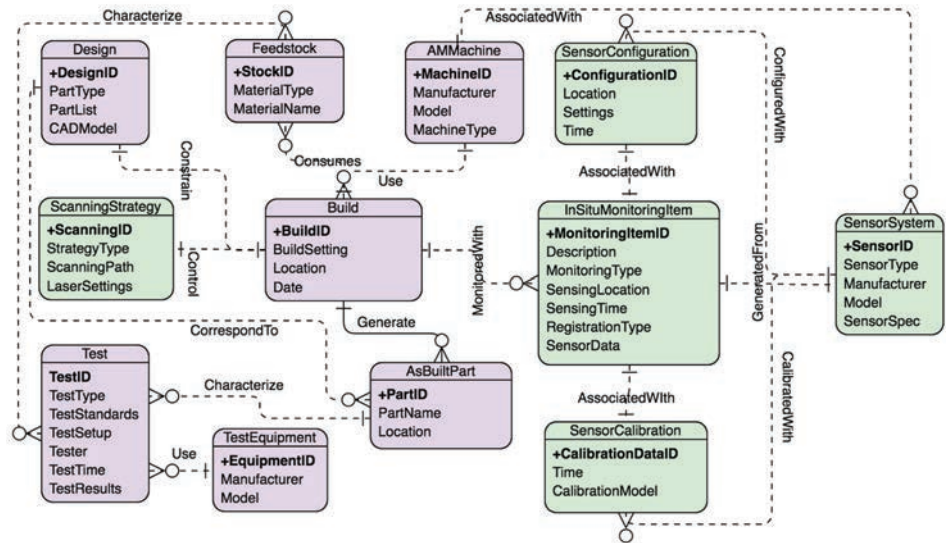 Characterize
AssociatedWith
Design
+DesignID
PartType
PartList
CADModel
Feedstock
+StockID
MaterialType
MaterialName
AMMachine
+MachineID
Manufacturer
Model
MachineType
SensorConfiguration
+ConfigurationID
Location
Settings
Time
ConfiguredWith
Constrain
Consumes
Use
AssociatedWith
ScanningStrategy
+ScanningID
StrategyType
ScanningPath
LaserSettings
Control
Build
+BuildID
BuildSetting
Location
Date
MonitoredWith
InSituMonitoringItem
+MonitoringItemID
Description
MonitoringType
SensingLocation
SensingTime
RegistrationType
SensorData
GeneratedFrom
SensorSystem
+SensorID
SensorType
Manufacturer
Model
SensorSpec
Generate
CorrespondTo
Test
TestID
TestType
TestStandards
TestSetup
Tester
TestTime
TestResults
Characterize
Use
TestEquipment
+EquipmentID
Manufacturer
Model
AsBuiltPart
+PartID
PartName
Location
AssociatedWIth
SensorCalibration
+CalibrationDataID
Time
CalibrationModel
CalibratedWith